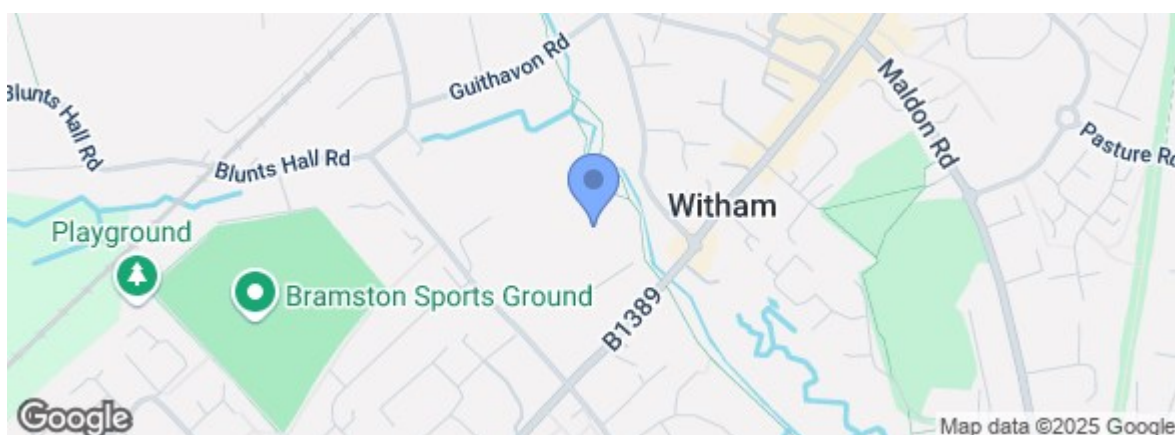 Guithavon Rd
Blunts Hall Rd
Maldon Rd
Pasture Rd
Blunts Hall Rd
Witham
Playground
Bramston Sports Ground
B1389
Google
Map data ©2025 Google